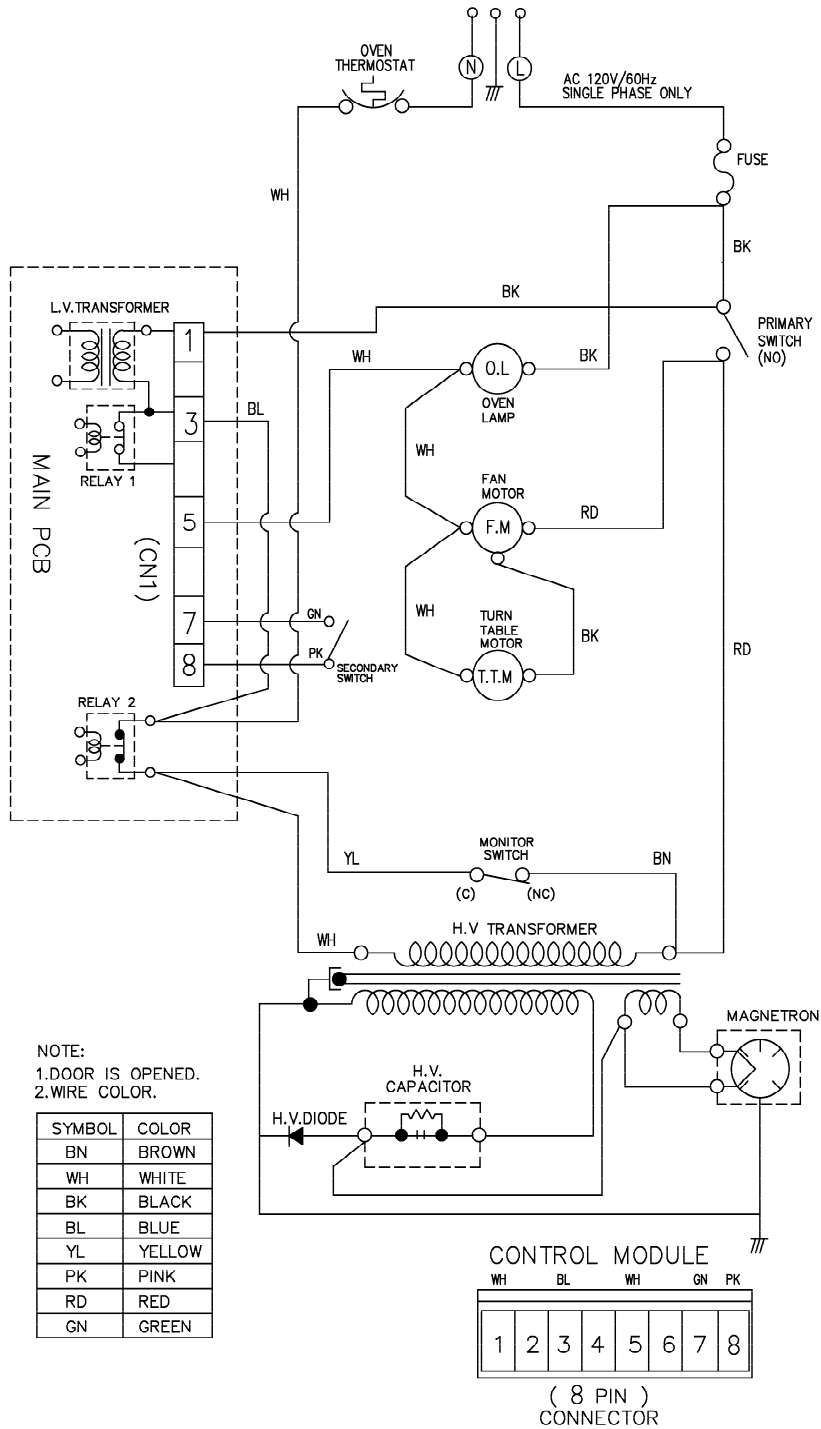 N
L
OVEN
THERMOSTAT
AC 120V/60Hz
SINGLE PHASE ONLY
FUSE
WH
BK
L.V.TRANSFORMER
BK
1
PRIMARY
SWITCH
(NO)
WH
O.L
BK
OVEN
LAMP
3
BL
RELAY 1
WH
MAIN PCB
(CN1)
FAN
MOTOR
F.M
RD
5
WH
TURN
TABLE
MOTOR
T.T.M
BK
RD
7
GN
8
PK
SECONDARY
SWITCH
RELAY 2
MONITOR
SWITCH
YL
BN
(C)
(NC)
H.V TRANSFORMER
WH
MAGNETRON
NOTE:
1.DOOR IS OPENED.
2.WIRE COLOR.
H.V.
CAPACITOR
H.V.DIODE
SYMBOL COLOR
BN BROWN
WH WHITE
BK BLACK
BL BLUE
YL YELLOW
PK PINK
RD RED
GN GREEN
CONTROL MODULE
WH BL WH GN PK
1 2 3 4 5 6 7 8
( 8 PIN )
CONNECTOR